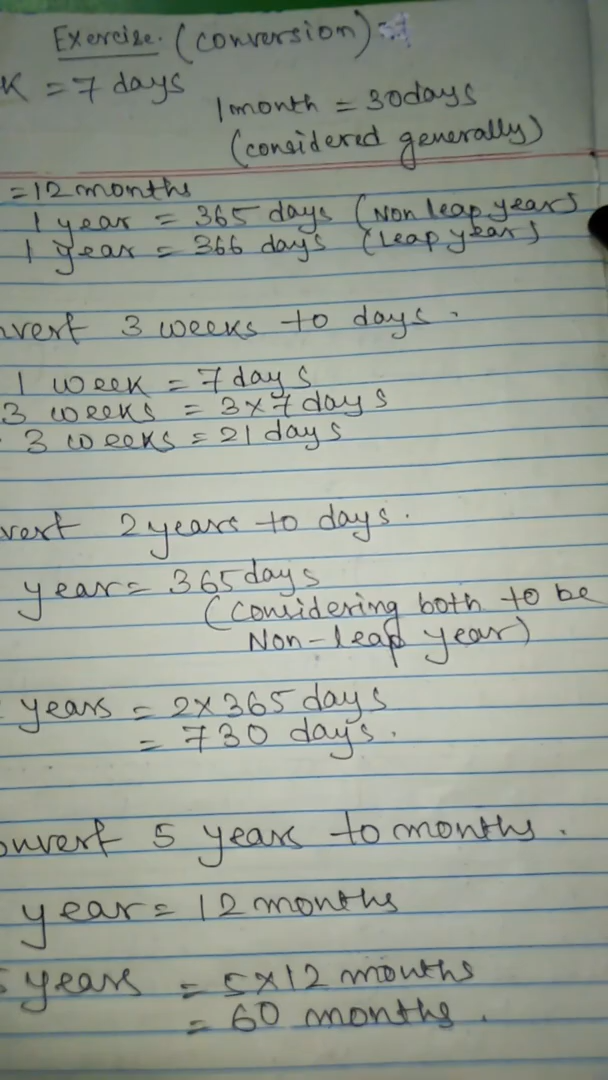 Exercise. (conversion):-
K = 7 days
1 month = 30 days
(considered generally)
= 12 months
1 year = 365 days (Non leap years)
1 year = 366 days (Leap years)
nvert 3 weeks to days.
1 week = 7 days
3 weeks = 3 x 7 days
3 weeks = 21 days
vert 2 years to days.
year = 365 days
(Considering both to be
Non-leap year)
years = 2 x 365 days
= 730 days.
onvert 5 years to months.
year = 12 months
5 years = 5 x 12 months
= 60 months.